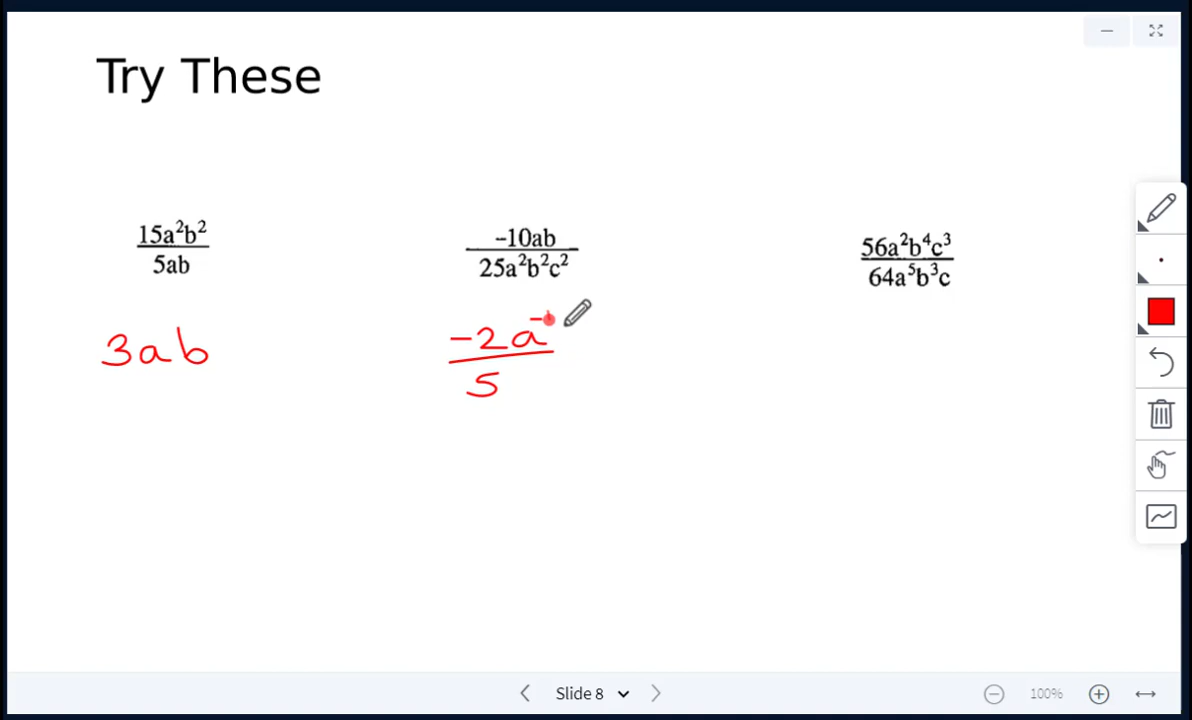 Try These
15a²b²
5ab
-10ab
25a²b²c²
56a²b⁴c³
64a⁵b³c
3ab
-2a⁻
5
Slide 8
100%